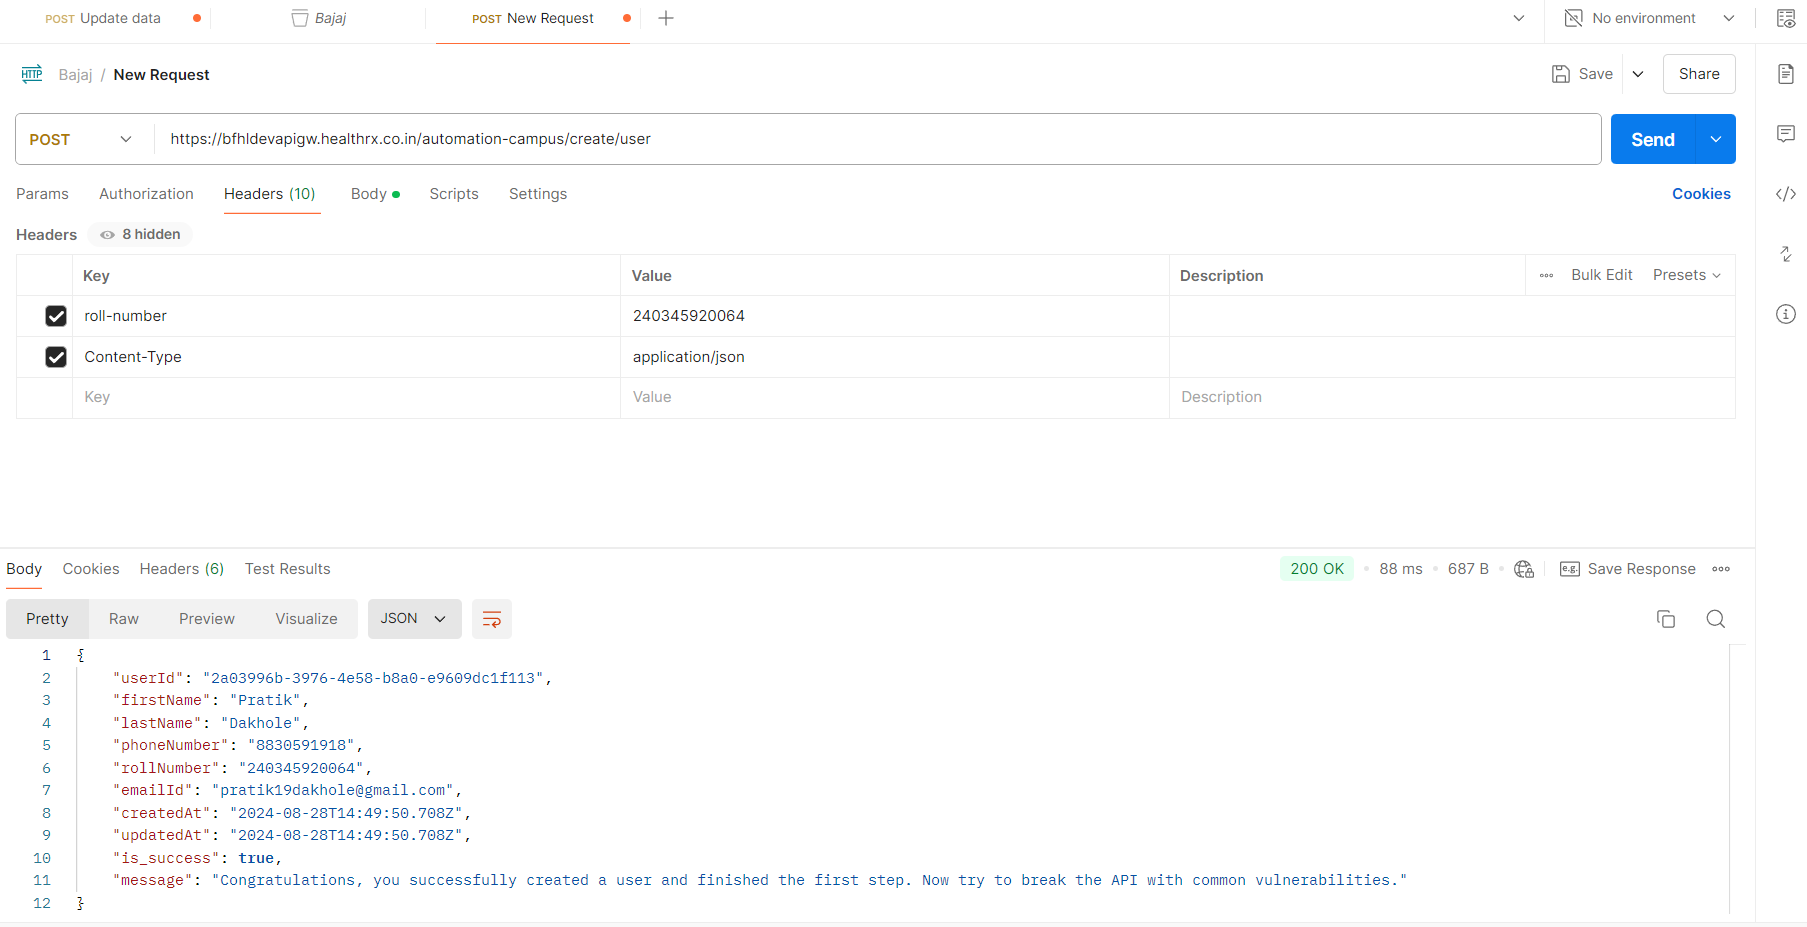 POST Update data
Bajaj
POST New Request
No environment
HTTP Bajaj / New Request
Save
Share
POST
https://bfhldevapigw.healthrx.co.in/automation-campus/create/user
Send
Params Authorization Headers (10) Body Scripts Settings
Cookies
Headers 8 hidden
Key Value Description Bulk Edit Presets
roll-number 240345920064
Content-Type application/json
Key Value Description
Body Cookies Headers (6) Test Results
200 OK 88 ms 687 B e.g. Save Response
Pretty Raw Preview Visualize JSON
1 {
2 "userId": "2a03996b-3976-4e58-b8a0-e9609dc1f113",
3 "firstName": "Pratik",
4 "lastName": "Dakhole",
5 "phoneNumber": "8830591918",
6 "rollNumber": "240345920064",
7 "emailId": "pratik19dakhole@gmail.com",
8 "createdAt": "2024-08-28T14:49:50.708Z",
9 "updatedAt": "2024-08-28T14:49:50.708Z",
10 "is_success": true,
11 "message": "Congratulations, you successfully created a user and finished the first step. Now try to break the API with common vulnerabilities."
12 }